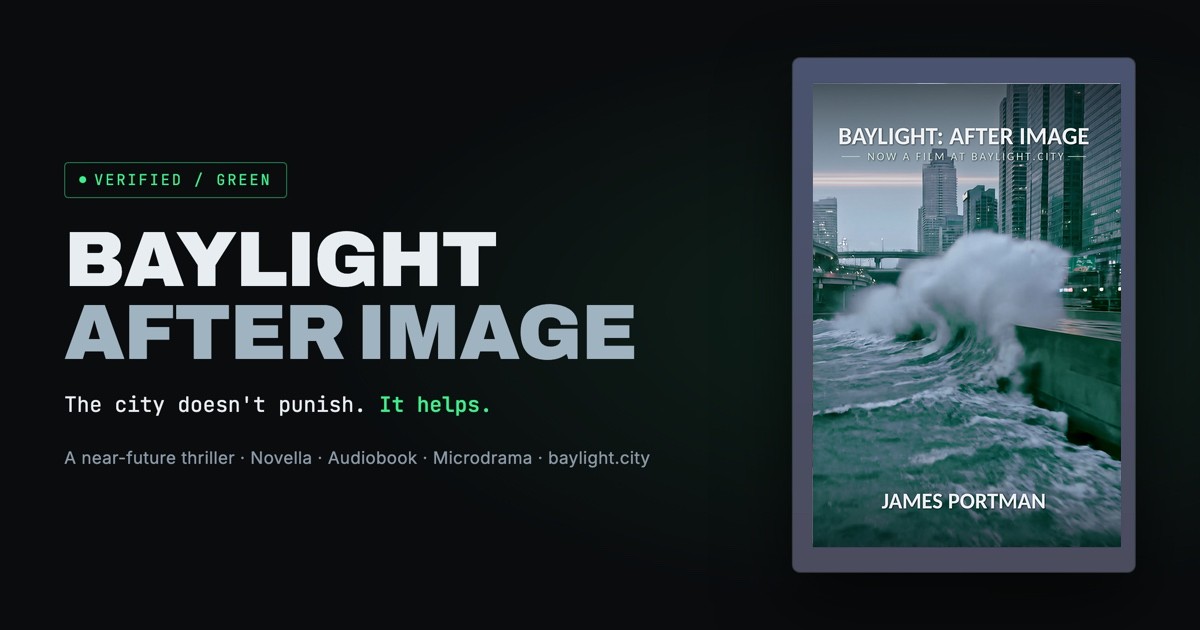 VERIFIED / GREEN
BAYLIGHT
AFTER IMAGE
The city doesn't punish. It helps.
A near-future thriller · Novella · Audiobook · Microdrama · baylight.city
BAYLIGHT: AFTER IMAGE
NOW A FILM AT BAYLIGHT.CITY
JAMES PORTMAN